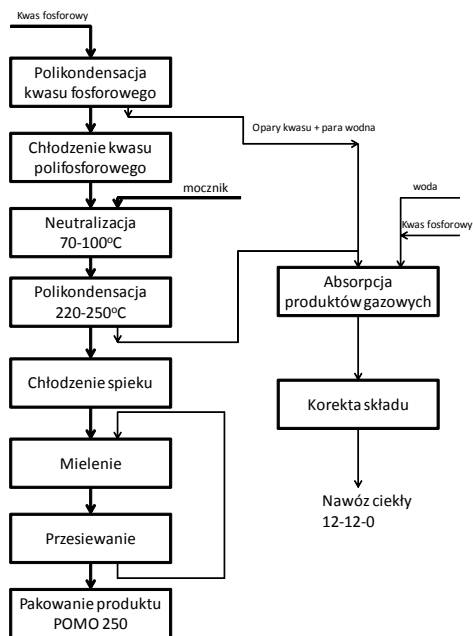 Kwas fosforowy
Polikondensacja
kwasu fosforowego
Opary kwasu + para wodna
Chłodzenie kwasu
polifosforowego
mocznik
woda
Neutralizacja
70-100°C
Kwas fosforowy
Polikondensacja
220-250°C
Absorpcja
produktów gazowych
Chłodzenie spieku
Korekta składu
Mielenie
Nawóz ciekły
12-12-0
Przesiewanie
Pakowanie produktu
POMO 250